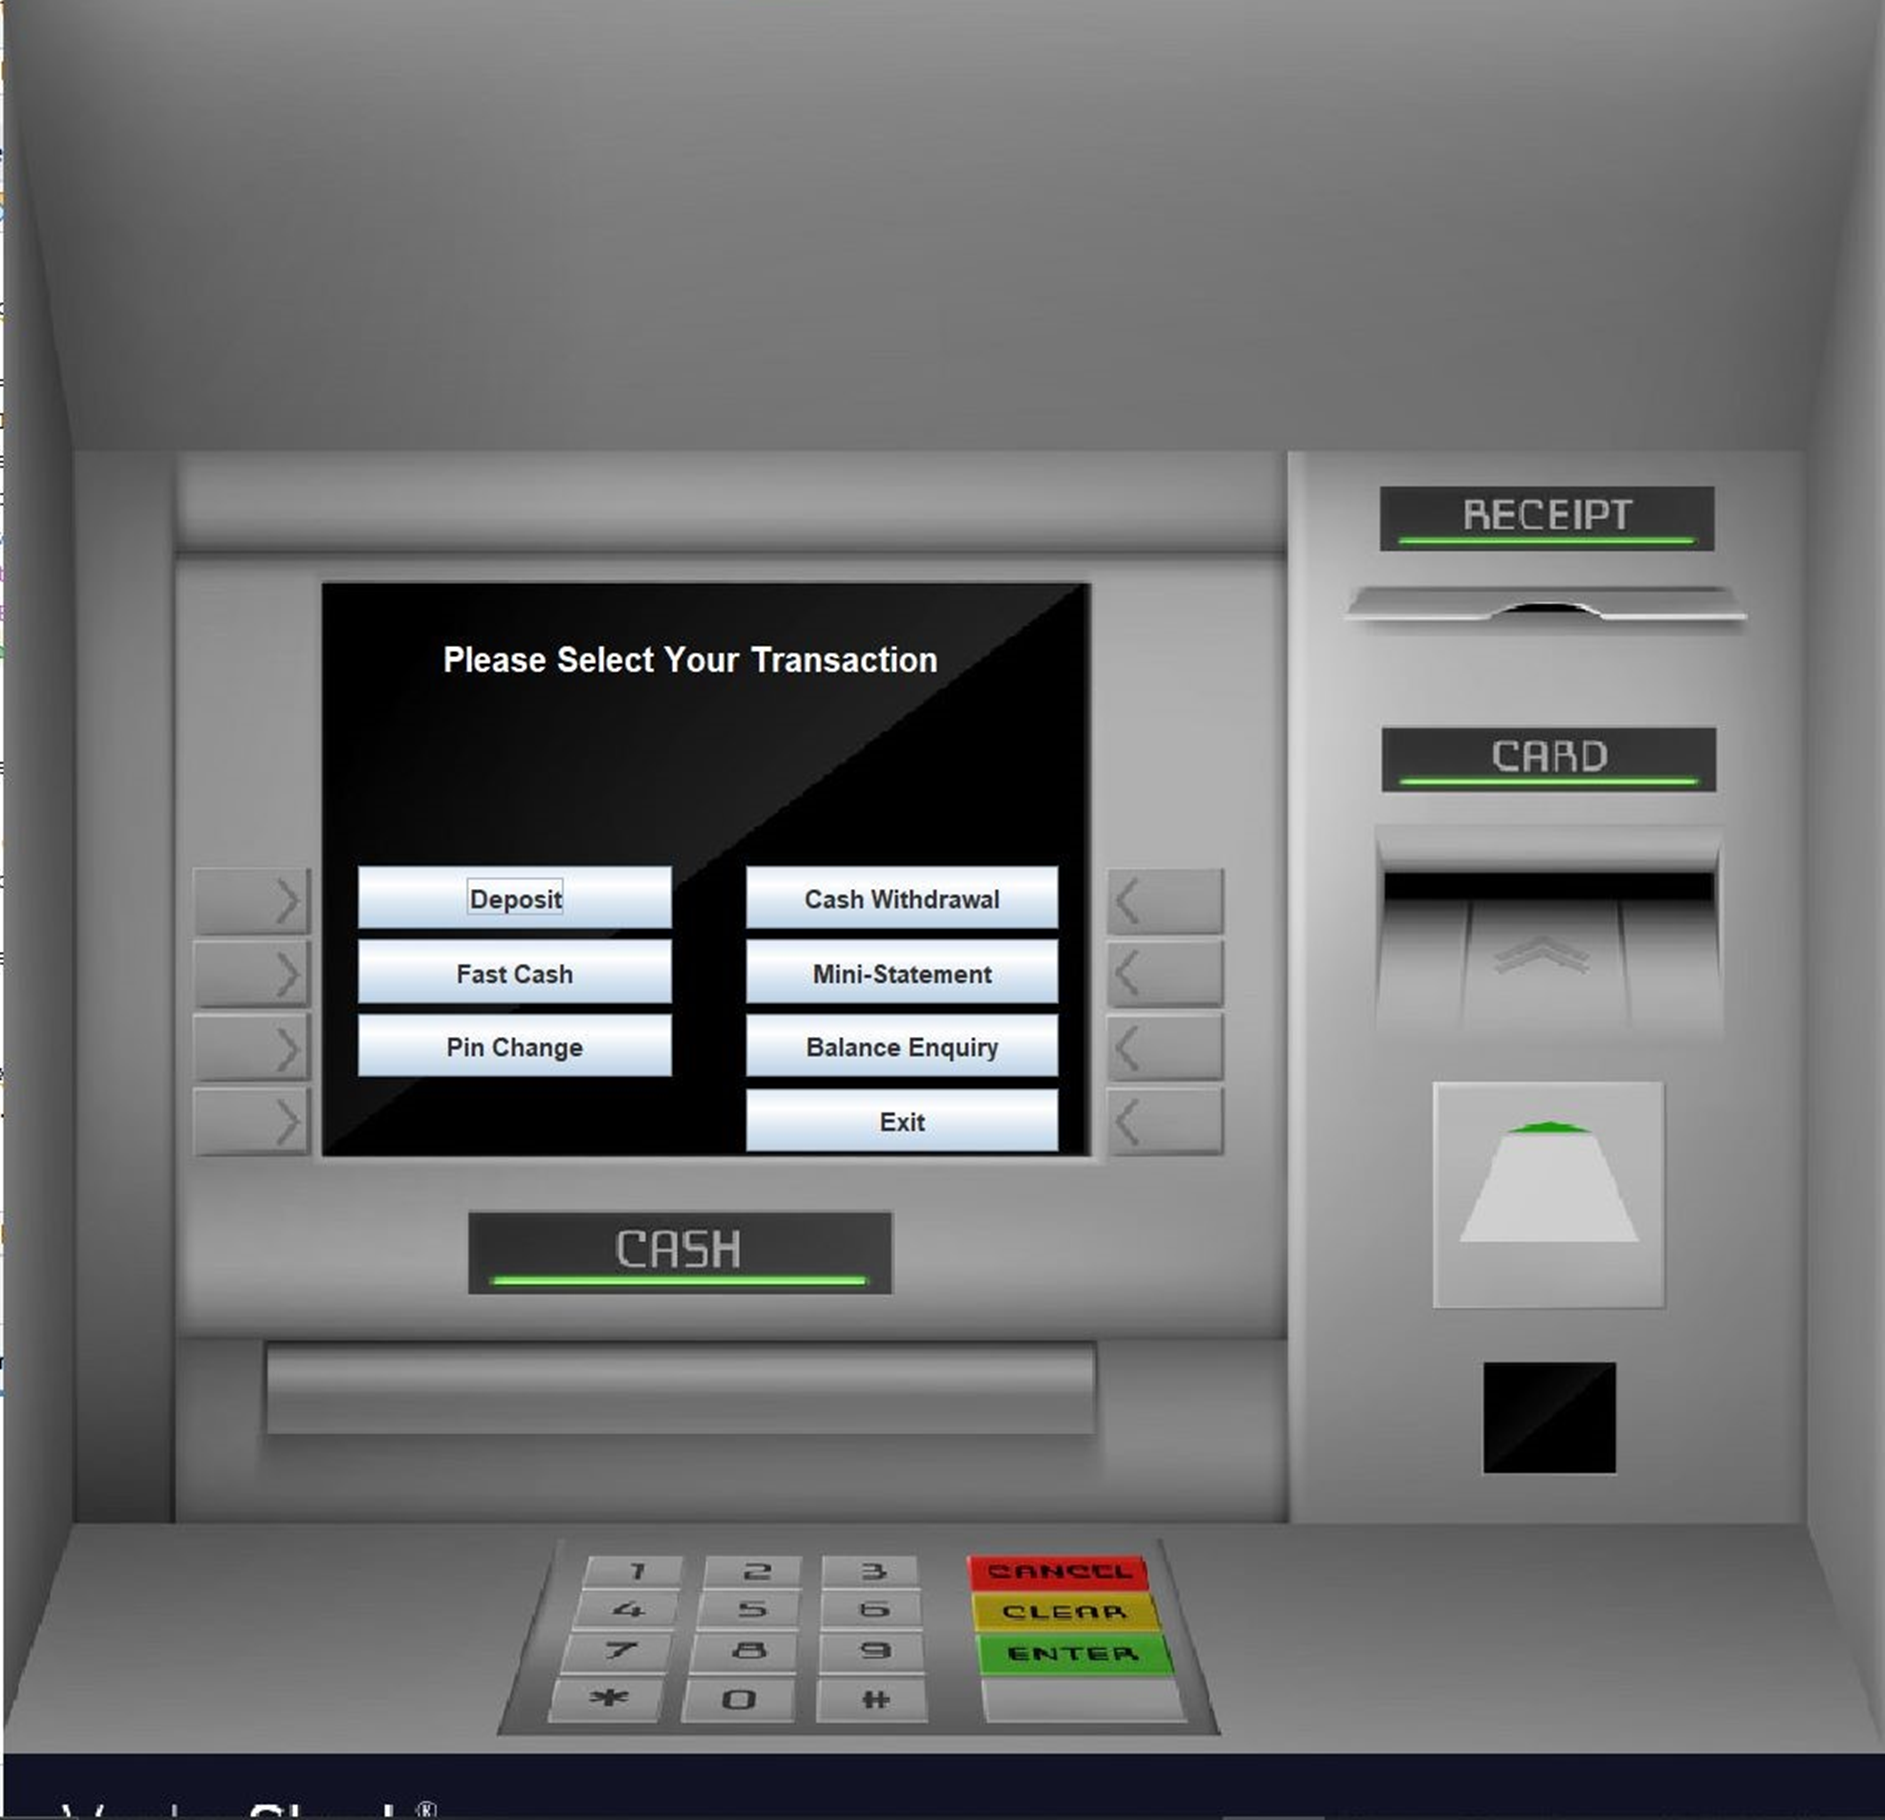 RECEIPT
Please Select Your Transaction
CARD
Deposit
Cash Withdrawal
Fast Cash
Mini-Statement
Pin Change
Balance Enquiry
Exit
CASH
1 2 3 CANCEL
4 5 6 CLEAR
7 8 9 ENTER
* 0 #